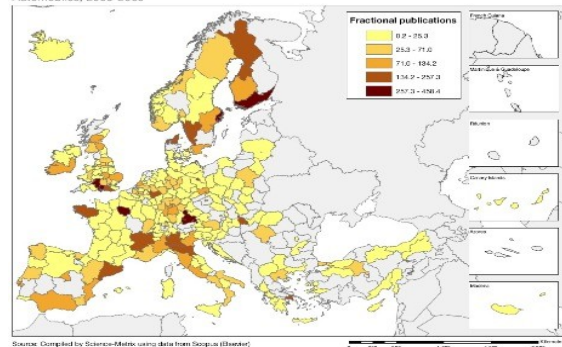 Fractional publications
0.2 - 25.3
25.3 - 71.0
71.0 - 134.2
134.2 - 257.3
257.3 - 458.4
French Guiana
Martinique & Guadeloupe
Réunion
Canary Islands
Azores
Madeira
Source: Compiled by Science-Metrix using data from Scopus (Elsevier)